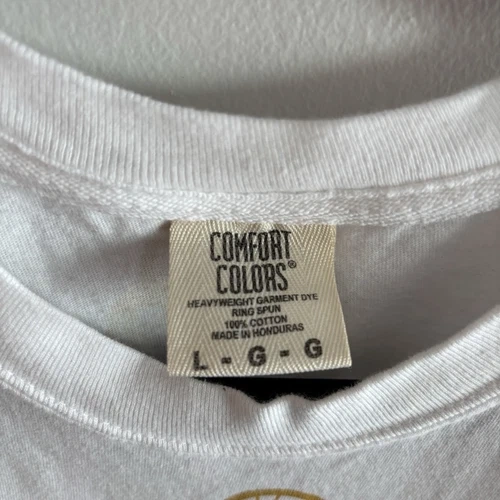 COMFORT
COLORS®
HEAVYWEIGHT GARMENT DYE
RING SPUN
100% COTTON
MADE IN HONDURAS
L - G - G